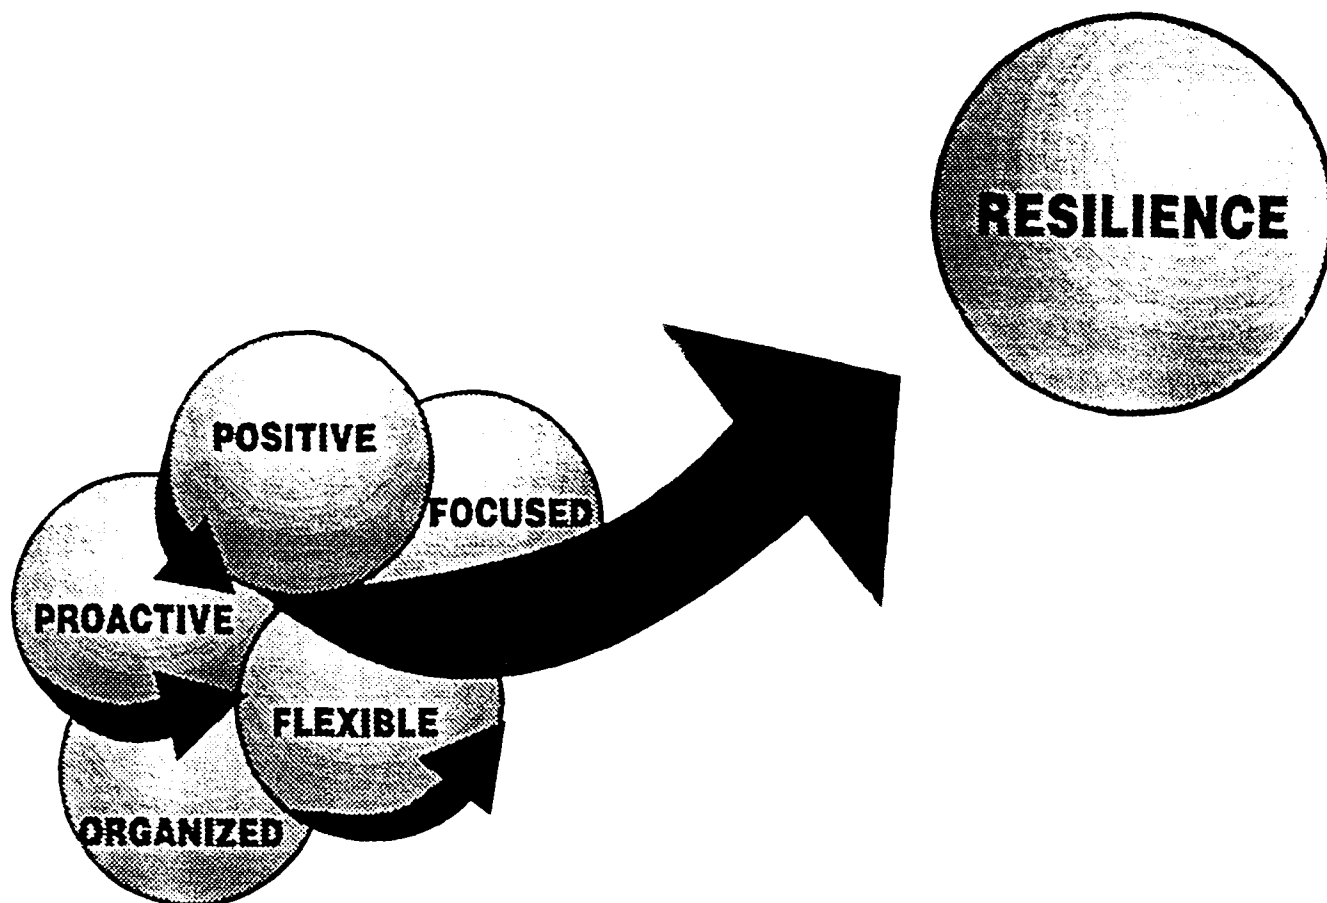 RESILIENCE
POSITIVE
FOCUSED
PROACTIVE
FLEXIBLE
ORGANIZED